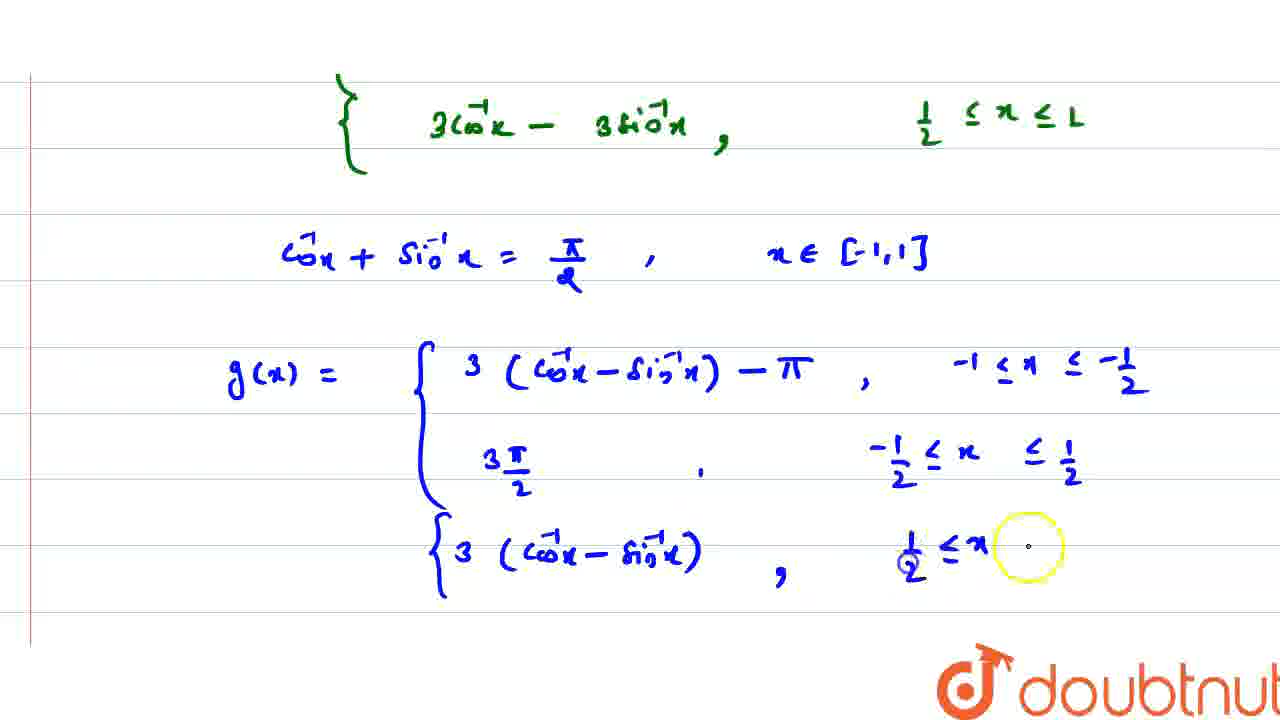 { 3cos⁻¹x − 3sin⁻¹x , 1/2 ≤ x ≤ 1
cos⁻¹x + sin⁻¹x = π/2 , x ∈ [-1,1]
g(x) = { 3 (cos⁻¹x − sin⁻¹x) − π , -1 ≤ x ≤ -1/2
3π/2 , -1/2 ≤ x ≤ 1/2
{ 3 (cos⁻¹x − sin⁻¹x) , 1/2 ≤ x
doubtnut